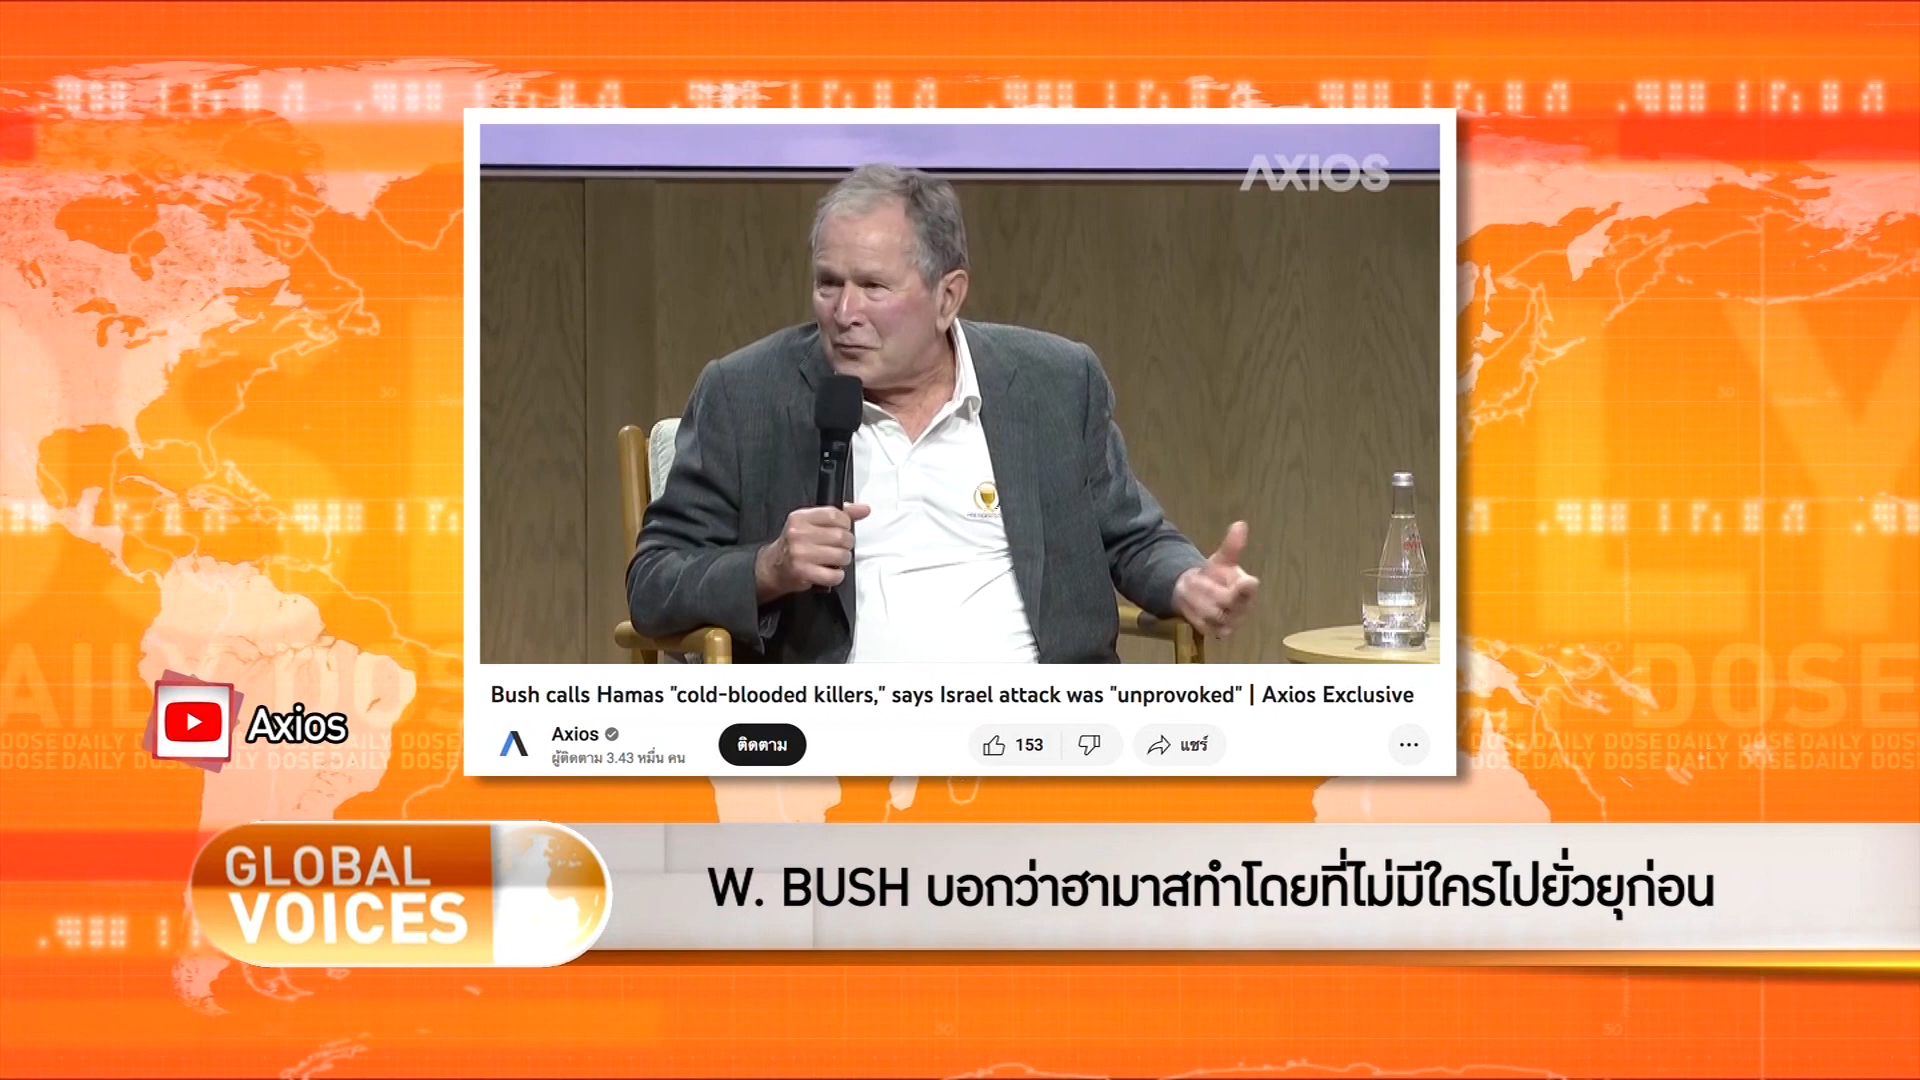 AXIOS
Bush calls Hamas "cold-blooded killers," says Israel attack was "unprovoked" | Axios Exclusive
Axios
ผู้ติดตาม 3.43 หมื่น คน
ติดตาม
153
แชร์
Axios
DAILY DOSE
GLOBAL
VOICES
W. BUSH บอกว่าฮามาสทำโดยที่ไม่มีใครไปยั่วยุก่อน